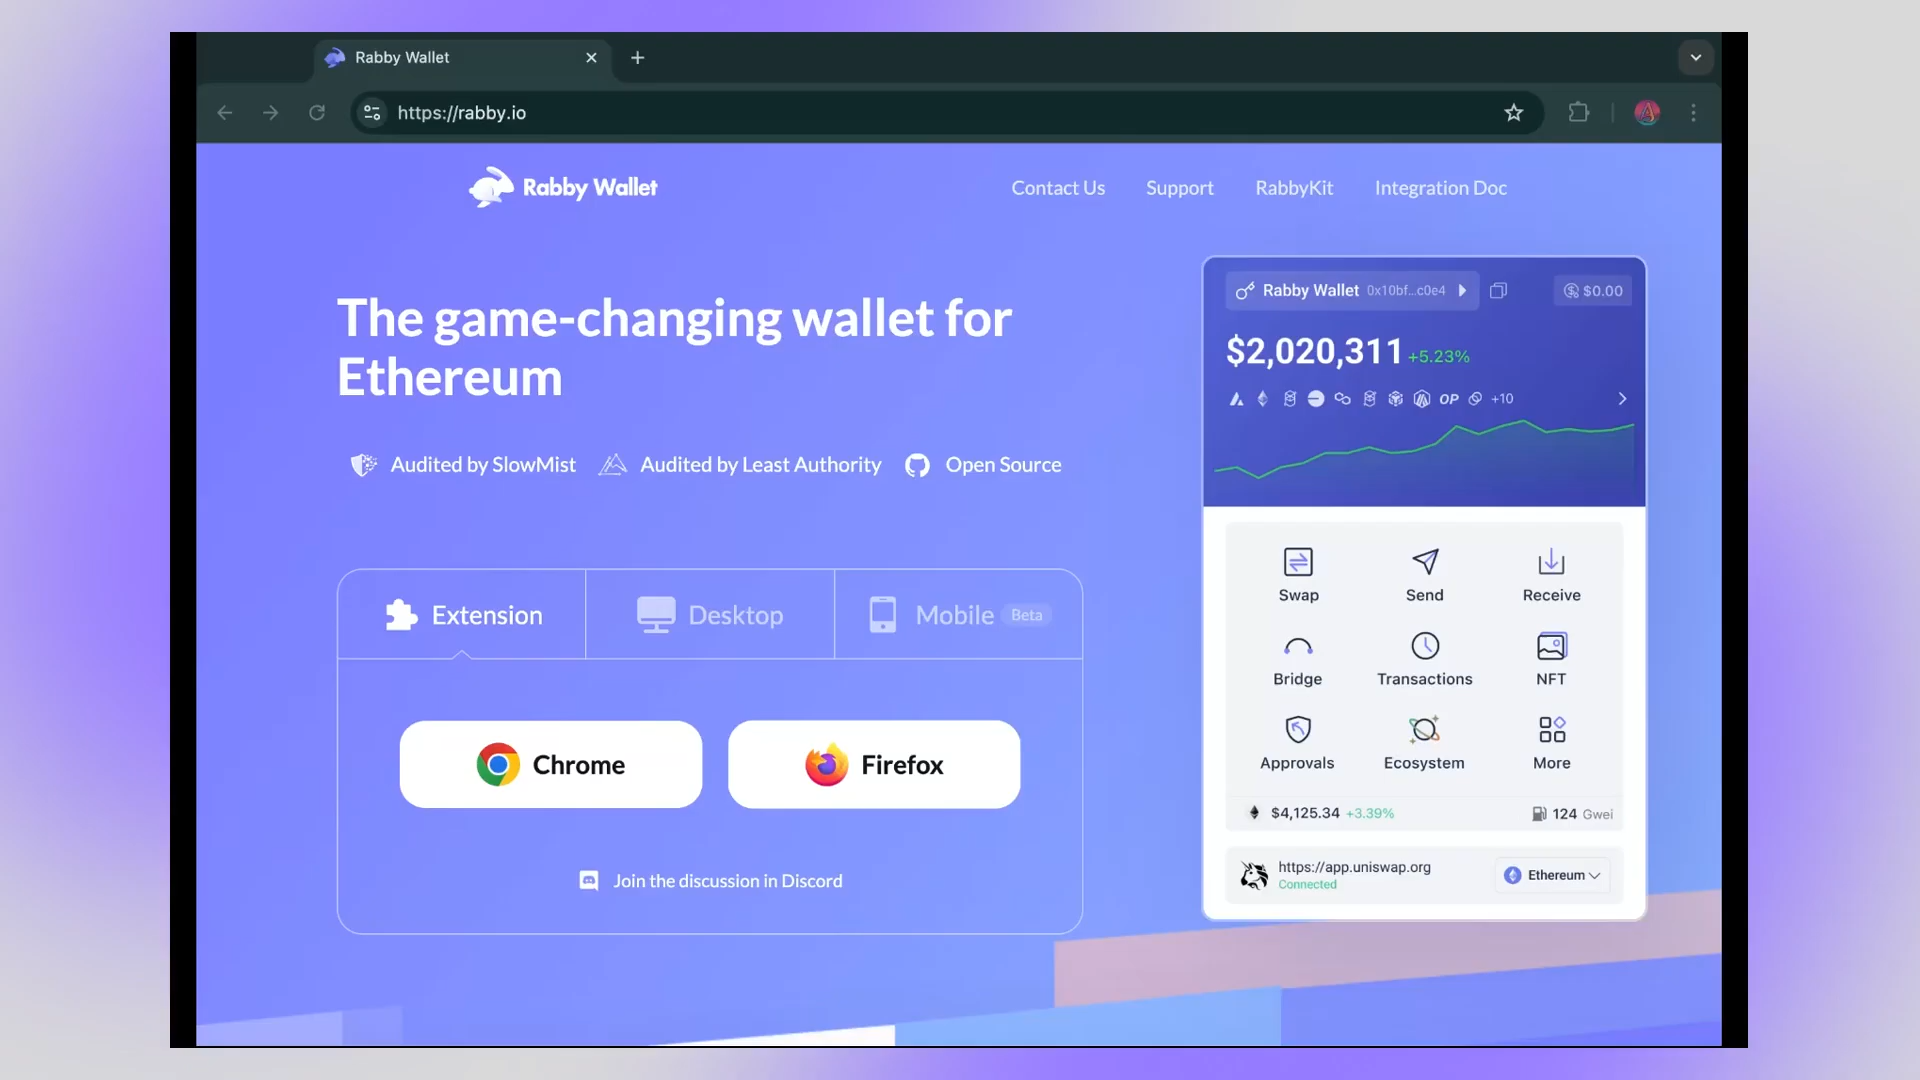 Rabby Wallet
https://rabby.io
Rabby Wallet
Contact Us
Support
RabbyKit
Integration Doc
The game-changing wallet for
Ethereum
Audited by SlowMist
Audited by Least Authority
Open Source
Extension
Desktop
Mobile Beta
Chrome
Firefox
Join the discussion in Discord
Rabby Wallet 0x10bf...c0e4
$0.00
$2,020,311 +5.23%
OP +10
Swap
Send
Receive
Bridge
Transactions
NFT
Approvals
Ecosystem
More
$4,125.34 +3.39%
124 Gwei
https://app.uniswap.org
Connected
Ethereum